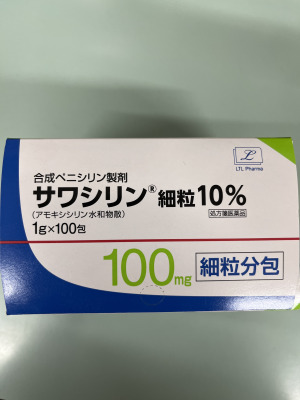 合成ペニシリン製剤
サワシリン® 細粒10%
(アモキシシリン水和物散)
処方箋医薬品
1g×100包
LTL Pharma
100mg
細粒分包